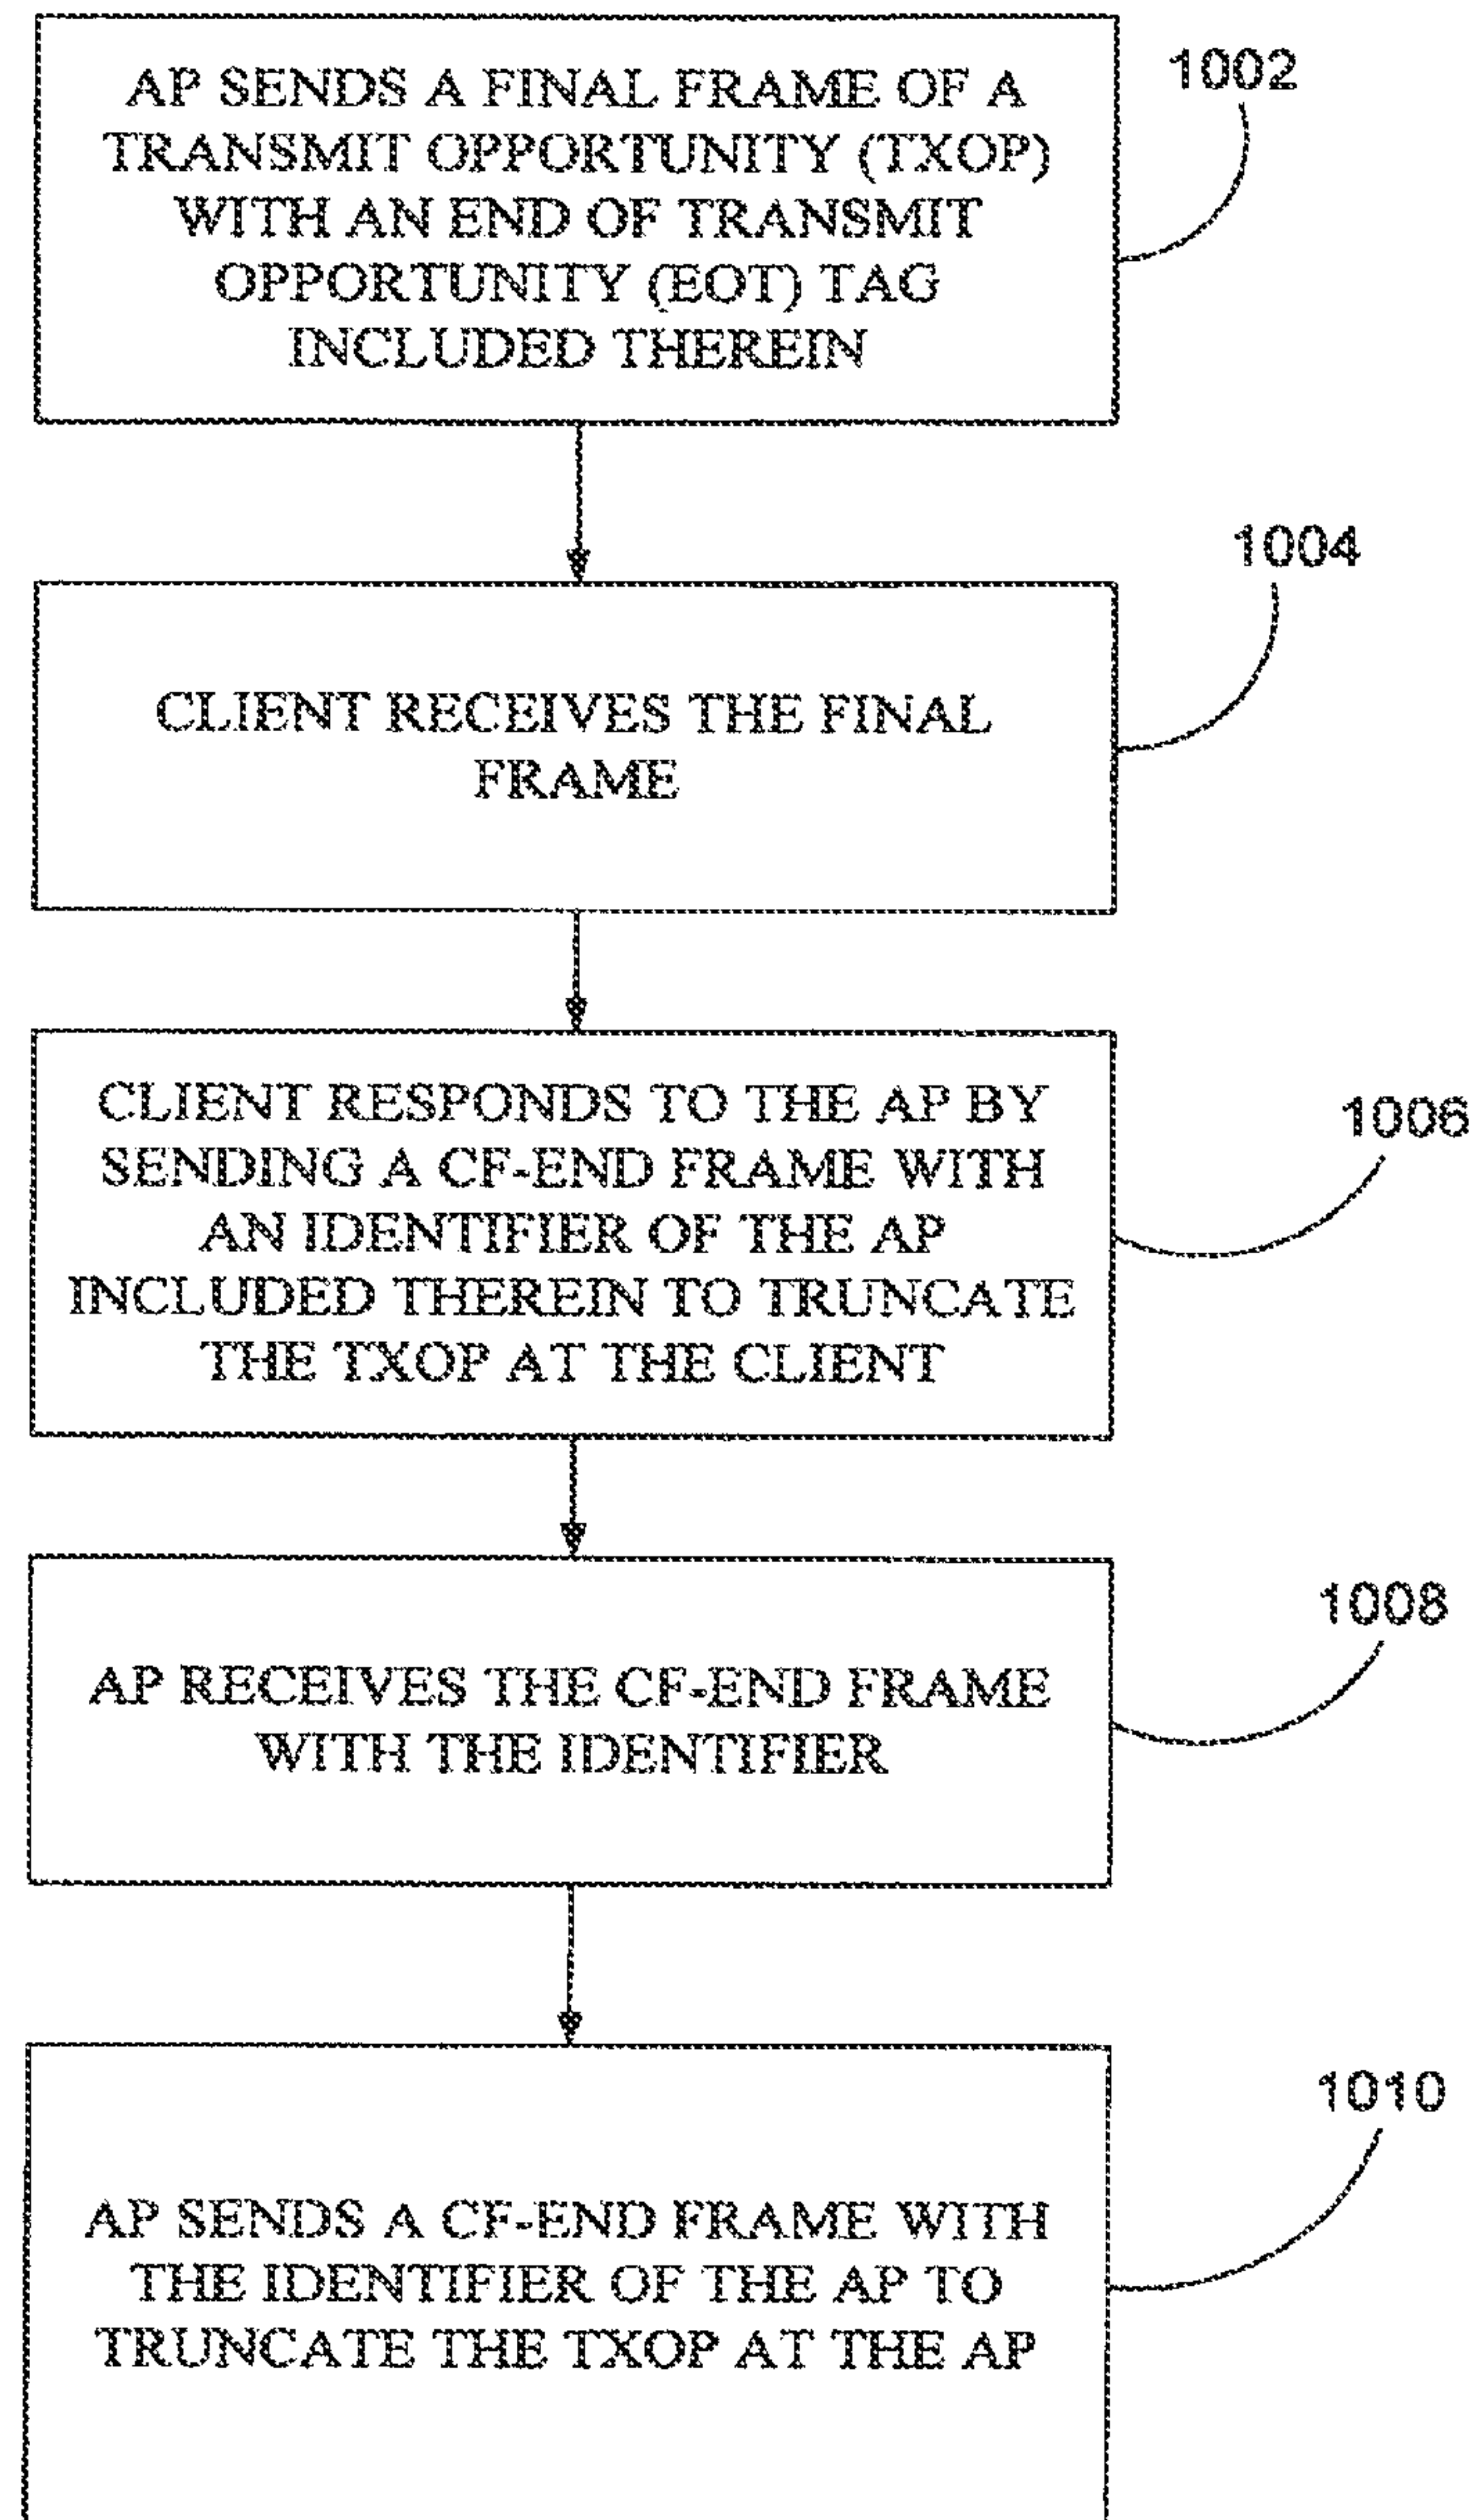 AP SENDS A FINAL FRAME OF A
TRANSMIT OPPORTUNITY (TXOP)
WITH AN END OF TRANSMIT
OPPORTUNITY (EOT) TAG
INCLUDED THEREIN
1002
CLIENT RECEIVES THE FINAL
FRAME
1004
CLIENT RESPONDS TO THE AP BY
SENDING A CF-END FRAME WITH
AN IDENTIFIER OF THE AP
INCLUDED THEREIN TO TRUNCATE
THE TXOP AT THE CLIENT
1006
AP RECEIVES THE CF-END FRAME
WITH THE IDENTIFIER
1008
AP SENDS A CF-END FRAME WITH
THE IDENTIFIER OF THE AP TO
TRUNCATE THE TXOP AT THE AP
1010